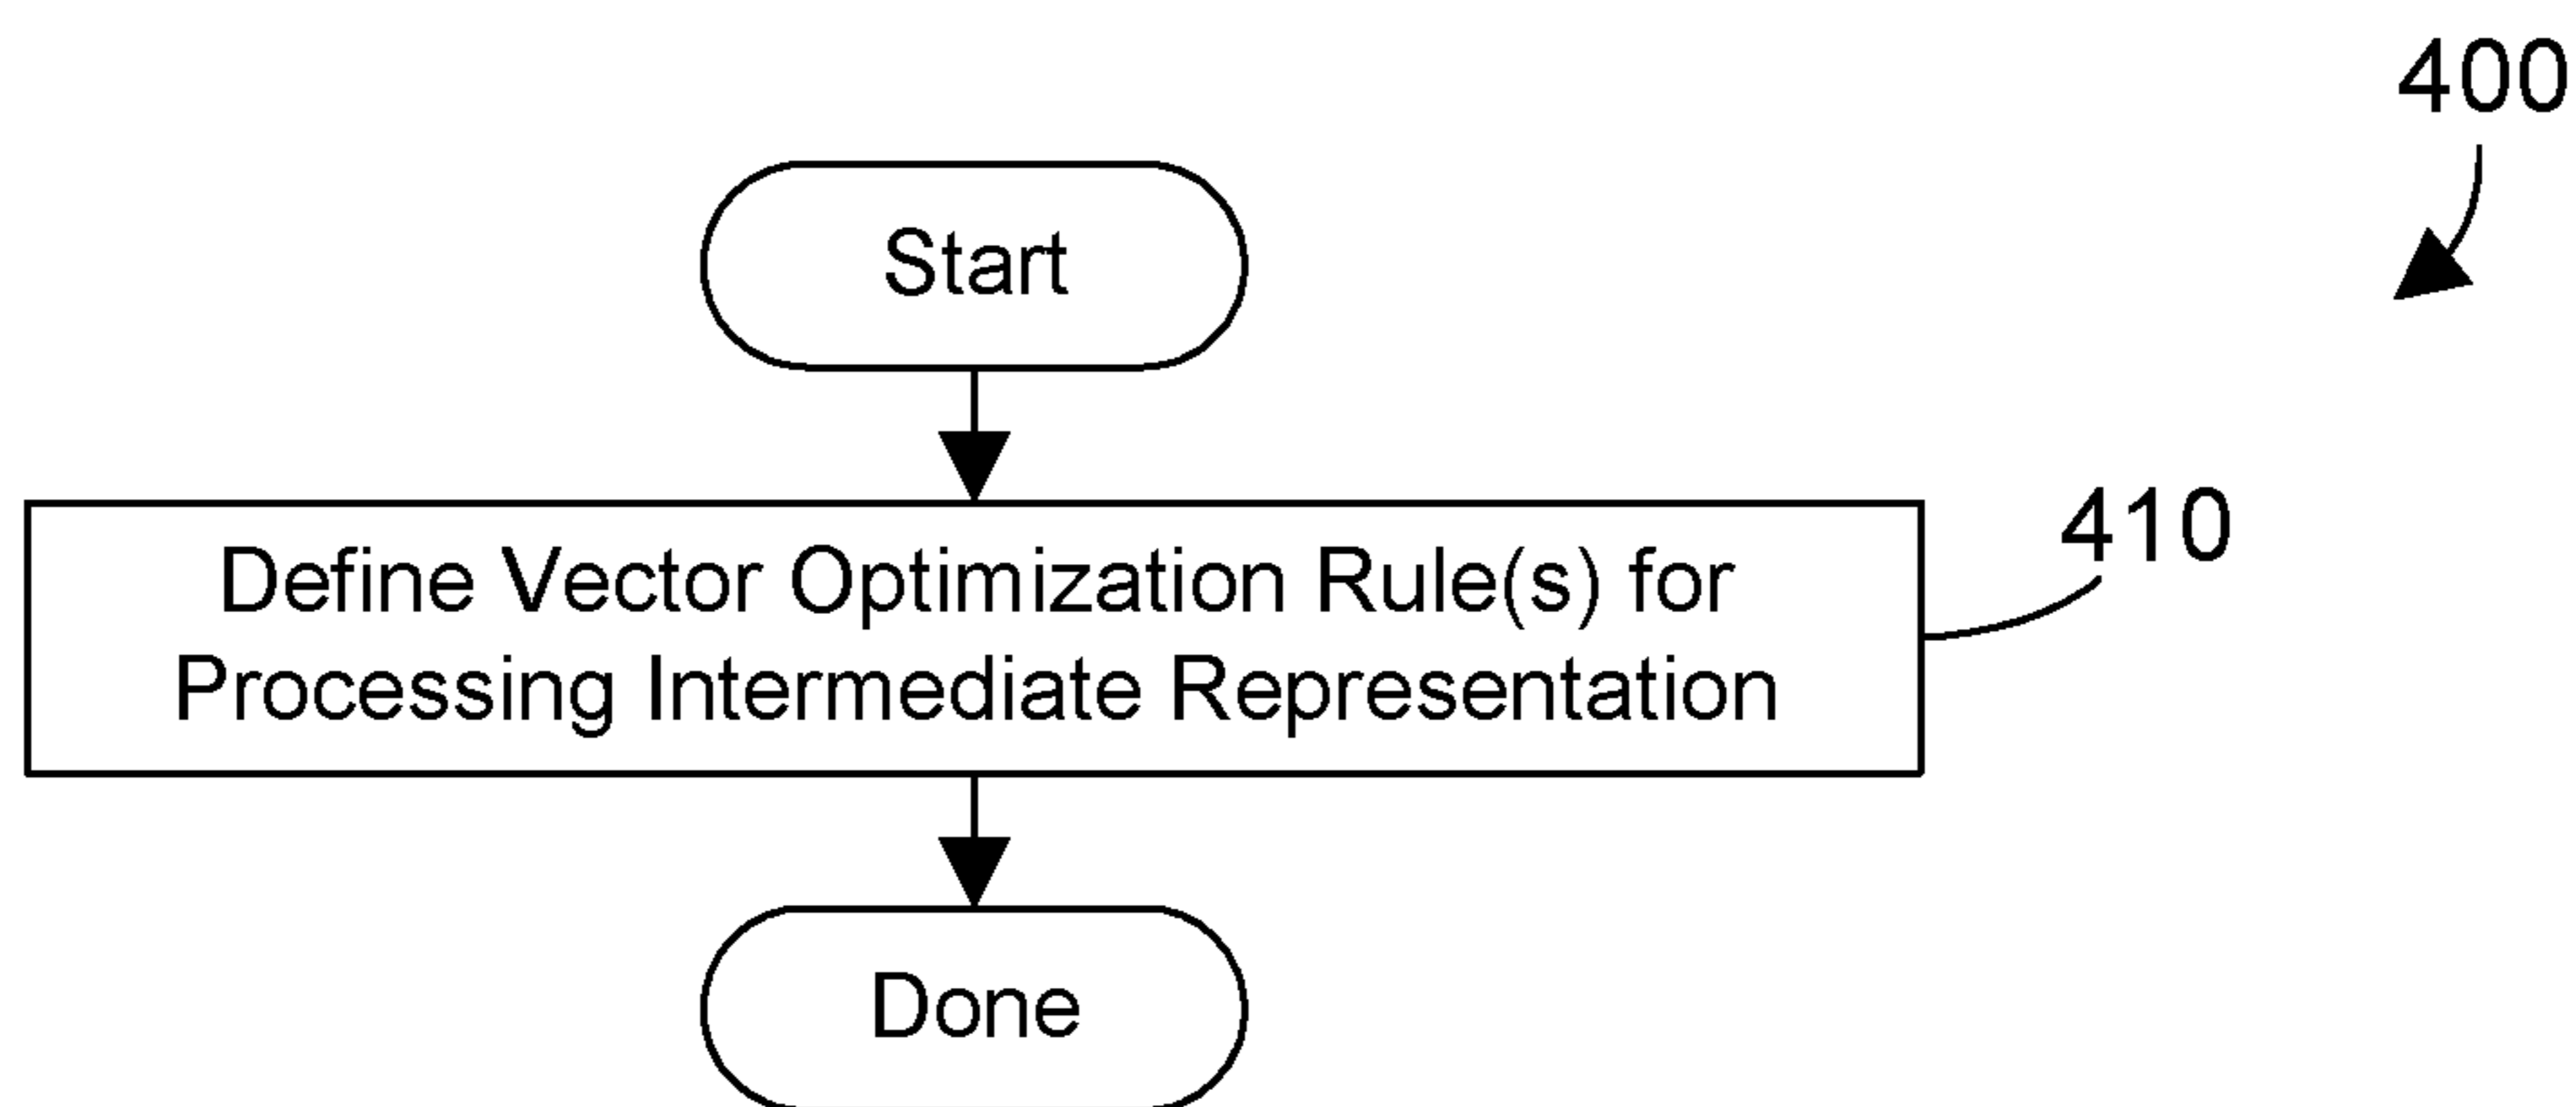 400
Start
Define Vector Optimization Rule(s) for
410
Processing Intermediate Representation
Done